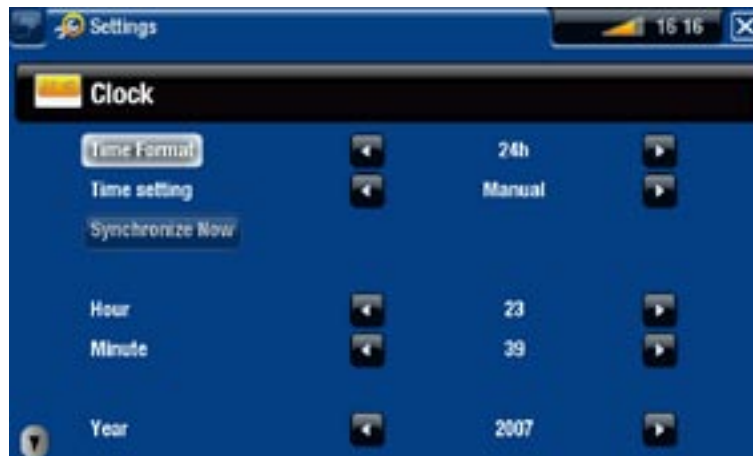 Settings 16 16
Clock
Time Format 24h
Time setting Manual
Synchronize Now
Hour 23
Minute 39
Year 2007